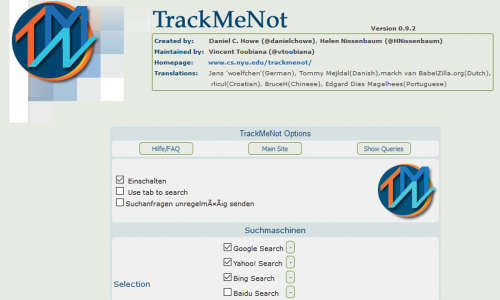 TMN
TrackMeNot
Version 0.9.2
Created by: Daniel C. Howe (@danielchowe), Helen Nissenbaum (@HNissenbaum)
Maintained by: Vincent Toubiana (@vtoubiana)
Homepage: www.cs.nyu.edu/trackmenot/
Translations: Jens 'woelfchen'(German), Tommy Mejldal(Danish),markh van BabelZilla.org(Dutch),
rlcul(Croatian), BruceH(Chinese), Edgard Dias Magalhees(Portuguese)
TrackMeNot Options
Hilfe/FAQ Main Site Show Queries
Einschalten
Use tab to search
Suchanfragen unregelmÃ×Ãig senden
TMN
Suchmaschinen
Google Search -
Yahoo! Search -
Bing Search -
Selection
Baidu Search -